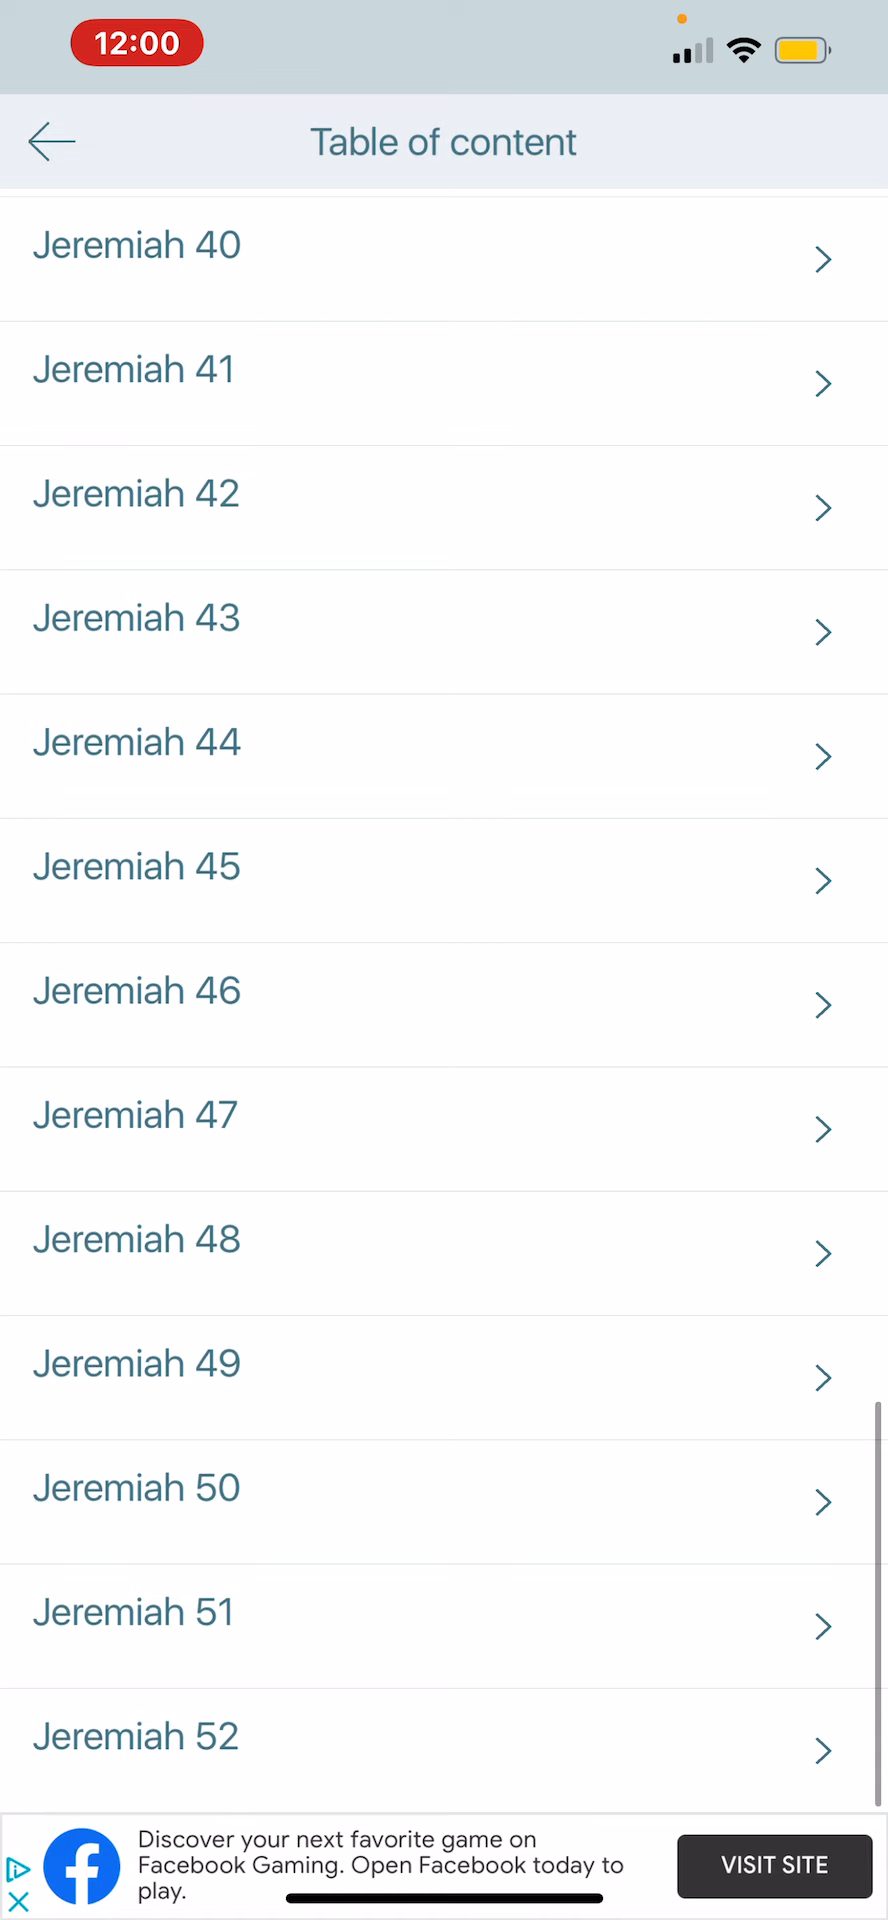 12:00
Table of content
Jeremiah 40
Jeremiah 41
Jeremiah 42
Jeremiah 43
Jeremiah 44
Jeremiah 45
Jeremiah 46
Jeremiah 47
Jeremiah 48
Jeremiah 49
Jeremiah 50
Jeremiah 51
Jeremiah 52
Discover your next favorite game on
Facebook Gaming. Open Facebook today to
play.
VISIT SITE